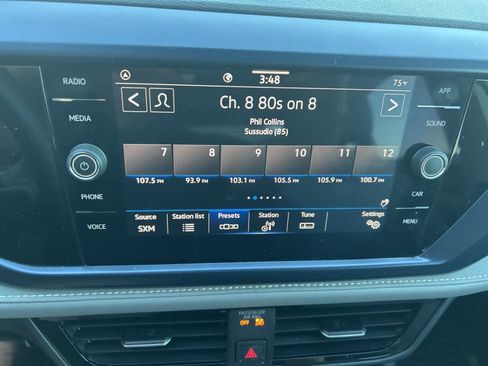 RADIO
MEDIA
PHONE
VOICE
3:48
75°F
Ch. 8 80s on 8
Phil Collins
Sussudio (85)
7 8 9 10 11 12
107.5 FM 93.9 FM 103.1 FM 105.5 FM 105.9 FM 100.7 FM
Source Station list Presets Station Tune Settings
SXM
APP
SOUND
CAR
MENU
PASSENGER
AIR BAG
OFF